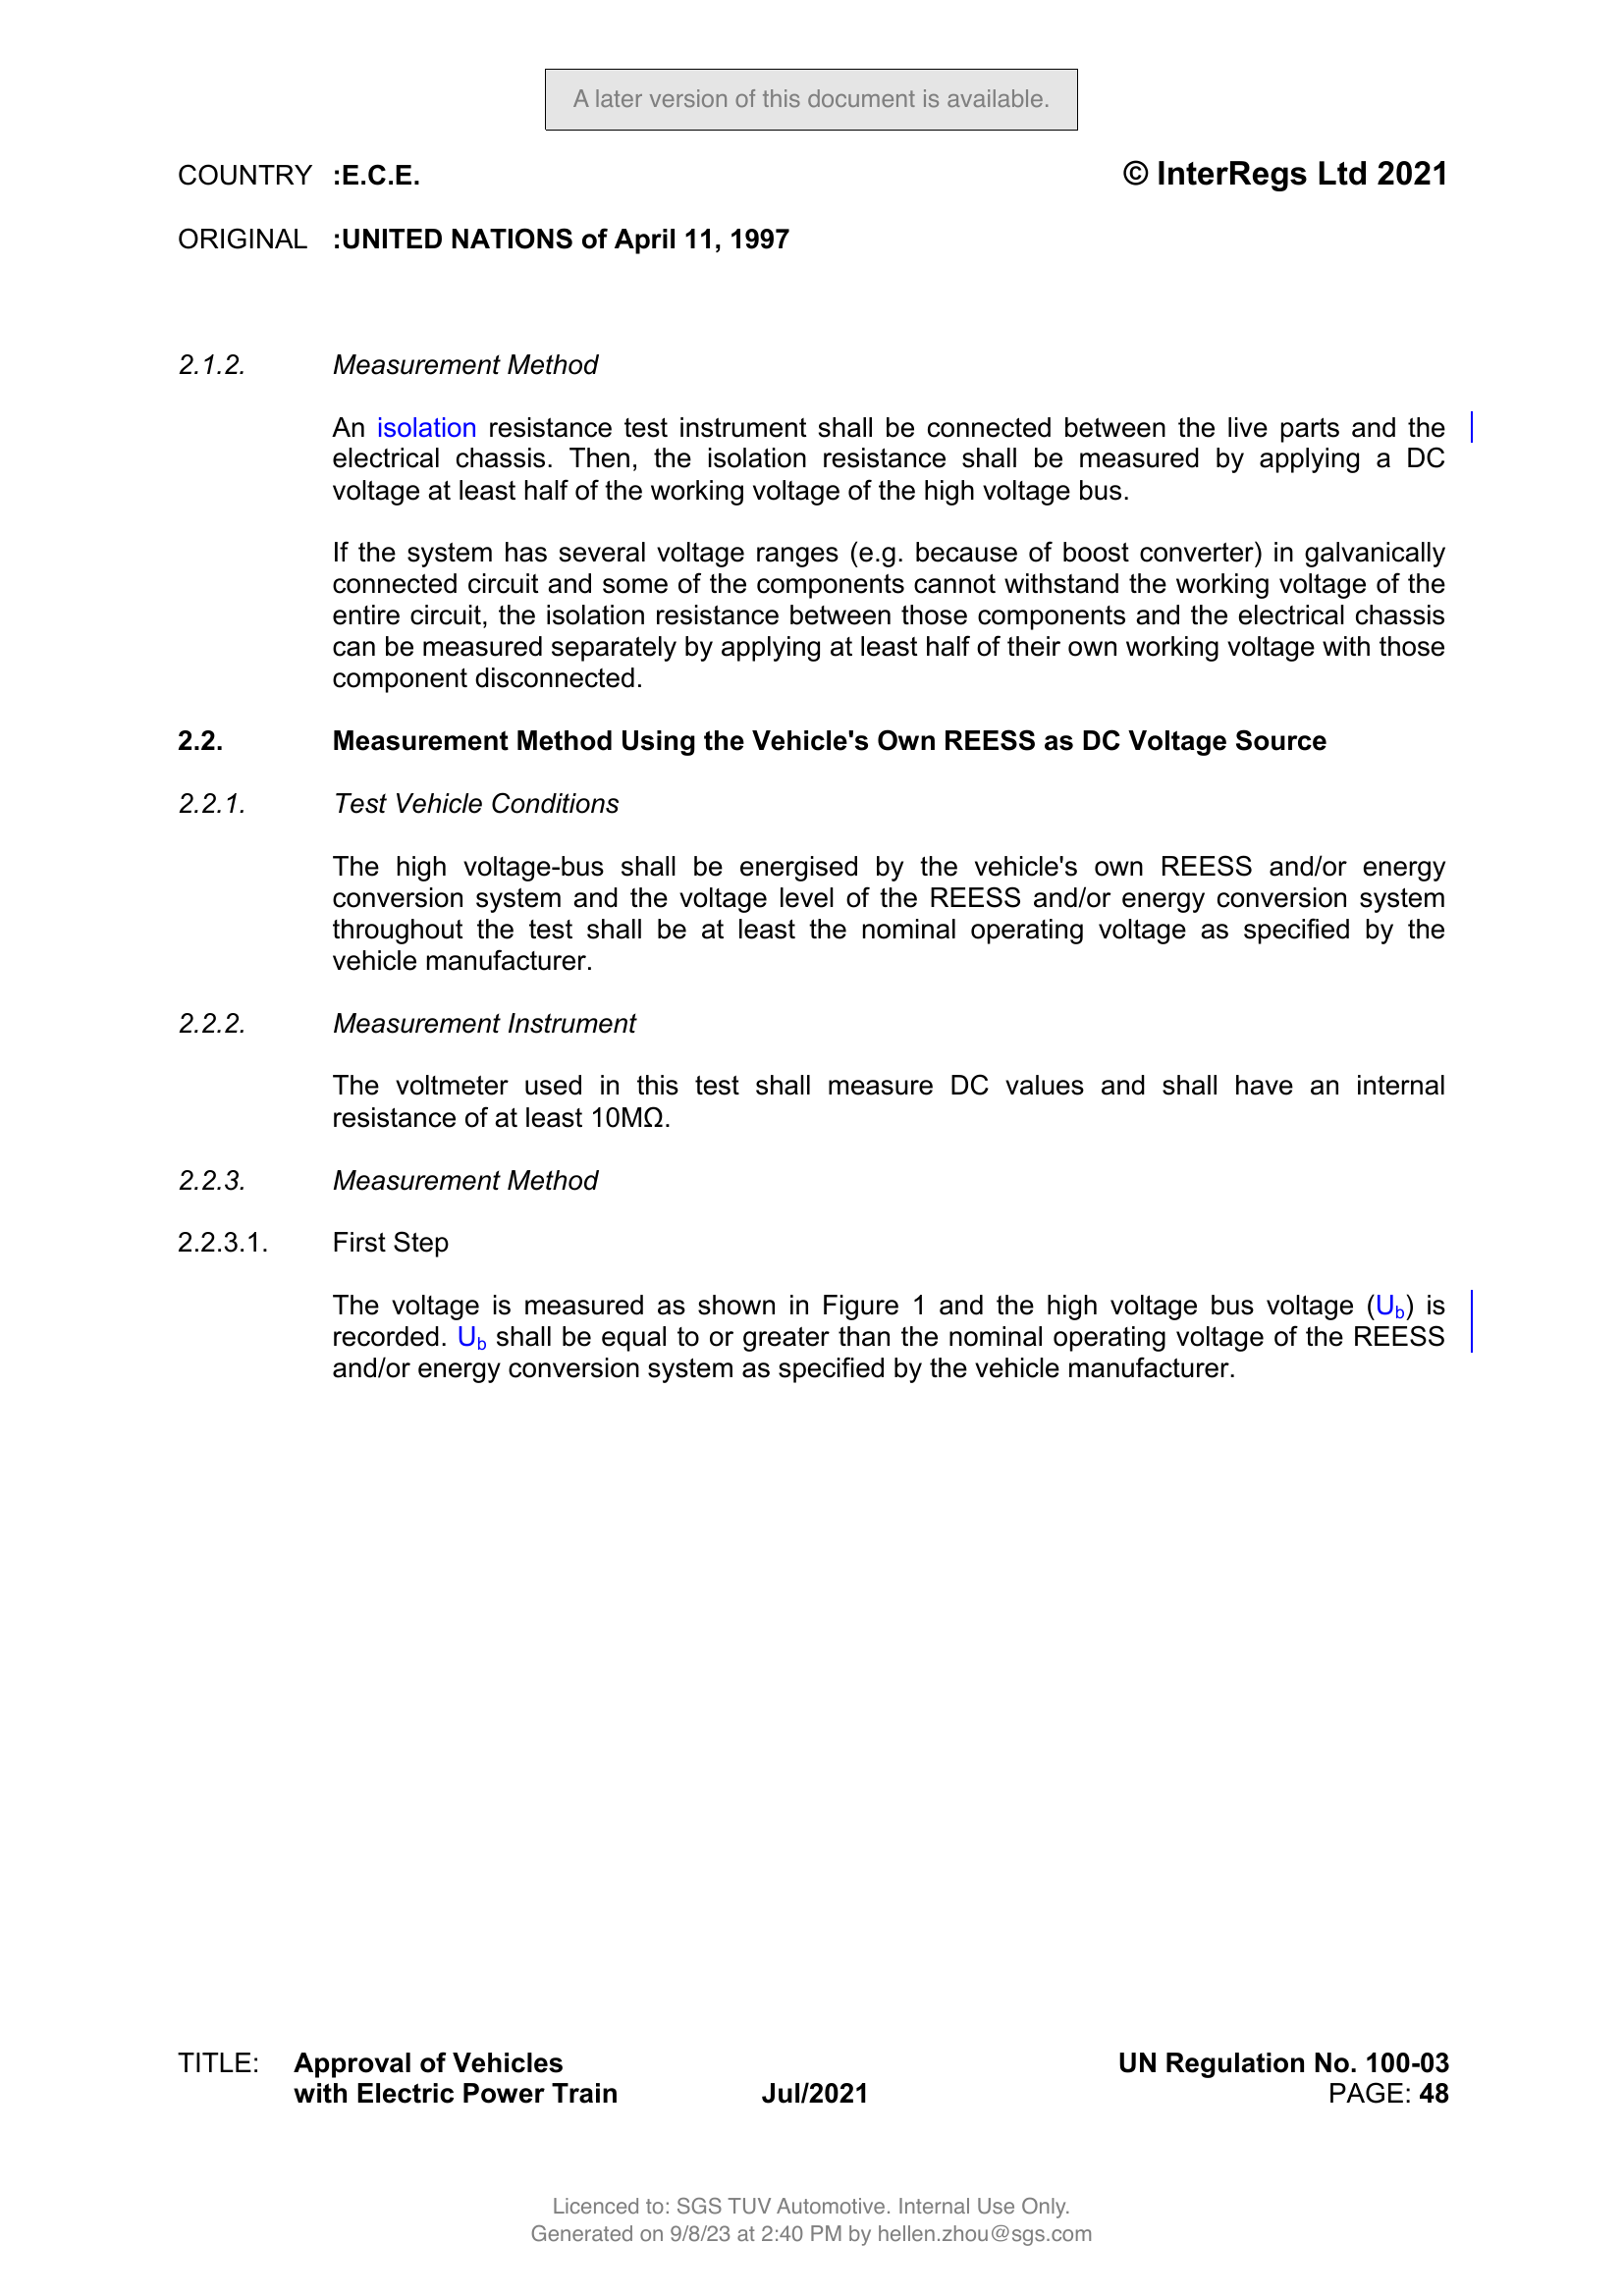 A later version of this document is available.
COUNTRY :E.C.E. © InterRegs Ltd 2021
ORIGINAL :UNITED NATIONS of April 11, 1997
2.1.2. Measurement Method
An isolation resistance test instrument shall be connected between the live parts and the
electrical chassis. Then, the isolation resistance shall be measured by applying a DC
voltage at least half of the working voltage of the high voltage bus.
If the system has several voltage ranges (e.g. because of boost converter) in galvanically
connected circuit and some of the components cannot withstand the working voltage of the
entire circuit, the isolation resistance between those components and the electrical chassis
can be measured separately by applying at least half of their own working voltage with those
component disconnected.
2.2. Measurement Method Using the Vehicle's Own REESS as DC Voltage Source
2.2.1. Test Vehicle Conditions
The high voltage-bus shall be energised by the vehicle's own REESS and/or energy
conversion system and the voltage level of the REESS and/or energy conversion system
throughout the test shall be at least the nominal operating voltage as specified by the
vehicle manufacturer.
2.2.2. Measurement Instrument
The voltmeter used in this test shall measure DC values and shall have an internal
resistance of at least 10MΩ.
2.2.3. Measurement Method
2.2.3.1. First Step
The voltage is measured as shown in Figure 1 and the high voltage bus voltage (Ub) is
recorded. Ub shall be equal to or greater than the nominal operating voltage of the REESS
and/or energy conversion system as specified by the vehicle manufacturer.
TITLE: Approval of Vehicles UN Regulation No. 100-03
with Electric Power Train Jul/2021 PAGE: 48
Licenced to: SGS TUV Automotive. Internal Use Only.
Generated on 9/8/23 at 2:40 PM by hellen.zhou@sgs.com